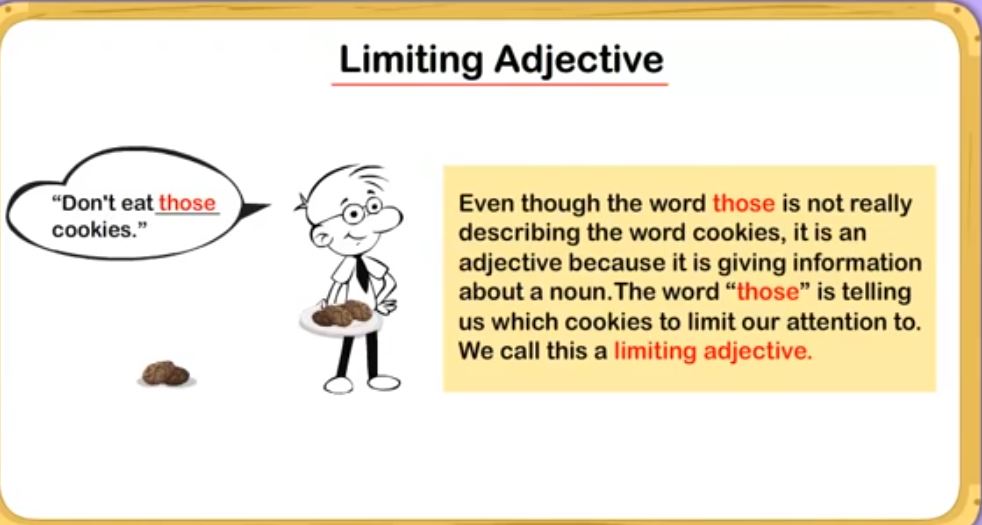 Limiting Adjective
“Don't eat those
cookies.”
Even though the word those is not really
describing the word cookies, it is an
adjective because it is giving information
about a noun.The word “those” is telling
us which cookies to limit our attention to.
We call this a limiting adjective.